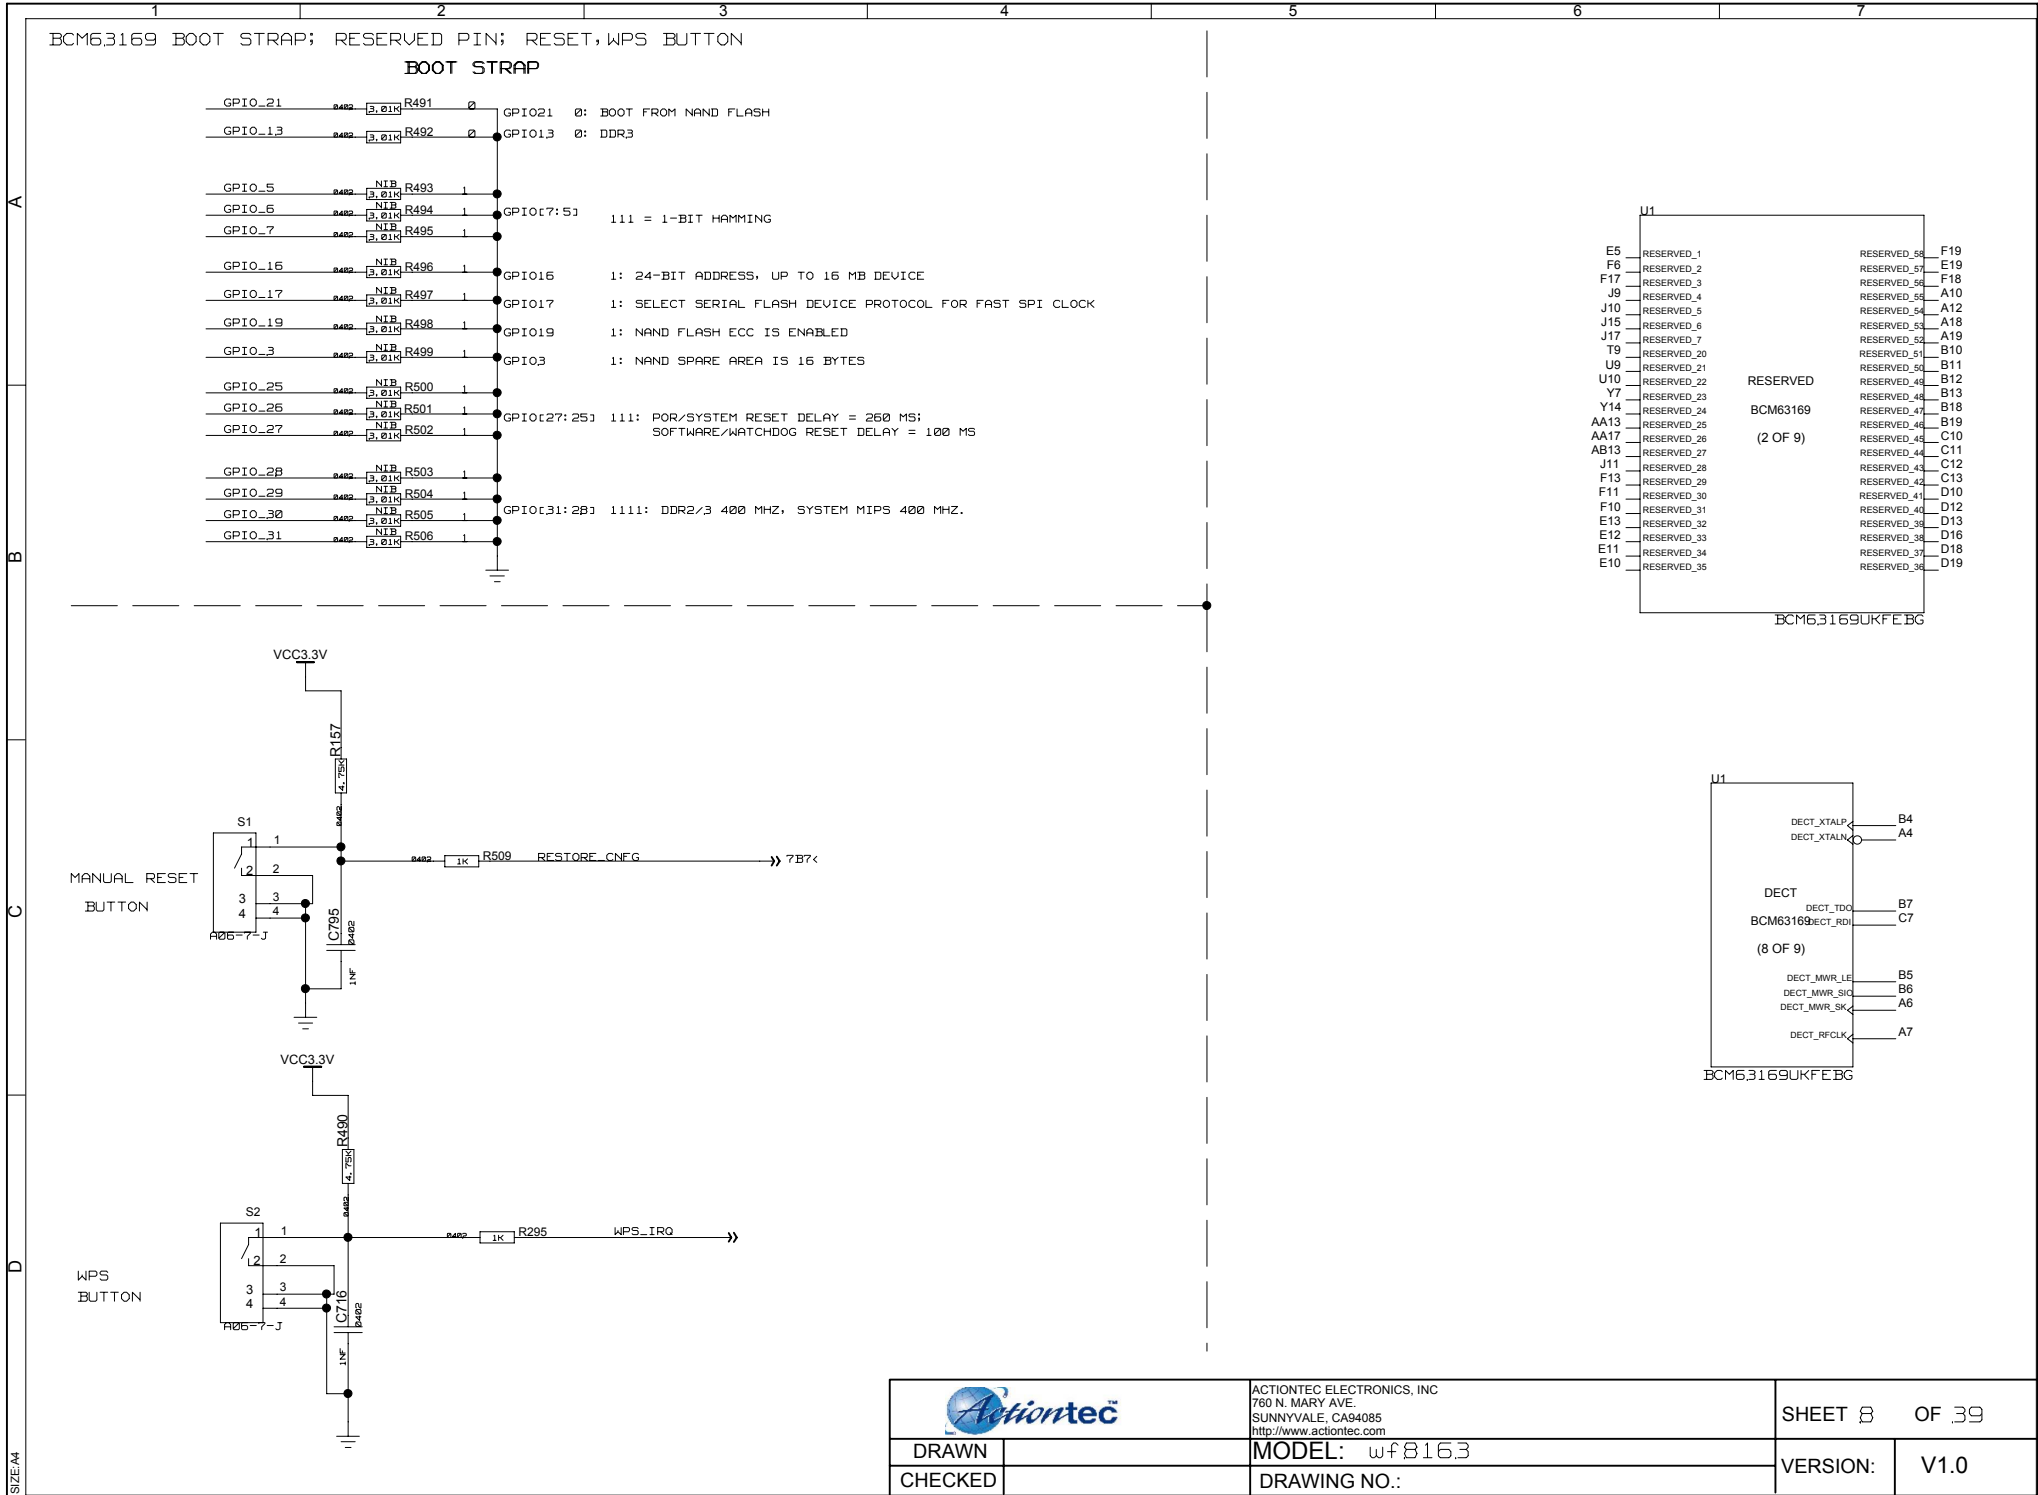 1 2 3 4 5 6 7
BCM63169 BOOT STRAP; RESERVED PIN; RESET,WPS BUTTON
BOOT STRAP
GPIO_21 0402 3.01K R491 0 GPIO21 0: BOOT FROM NAND FLASH
GPIO_13 0402 3.01K R492 0 GPIO13 0: DDR3
GPIO_5 0402 NIB 3.01K R493 1
GPIO_6 0402 NIB 3.01K R494 1 GPIO[7:5] 111 = 1-BIT HAMMING
GPIO_7 0402 NIB 3.01K R495 1
GPIO_16 0402 NIB 3.01K R496 1 GPIO16 1: 24-BIT ADDRESS, UP TO 16 MB DEVICE
GPIO_17 0402 NIB 3.01K R497 1 GPIO17 1: SELECT SERIAL FLASH DEVICE PROTOCOL FOR FAST SPI CLOCK
GPIO_19 0402 NIB 3.01K R498 1 GPIO19 1: NAND FLASH ECC IS ENABLED
GPIO_3 0402 NIB 3.01K R499 1 GPIO3 1: NAND SPARE AREA IS 16 BYTES
GPIO_25 0402 NIB 3.01K R500 1
GPIO_26 0402 NIB 3.01K R501 1 GPIO[27:25] 111: POR/SYSTEM RESET DELAY = 260 MS;
GPIO_27 0402 NIB 3.01K R502 1 SOFTWARE/WATCHDOG RESET DELAY = 100 MS
GPIO_28 0402 NIB 3.01K R503 1
GPIO_29 0402 NIB 3.01K R504 1
GPIO_30 0402 NIB 3.01K R505 1 GPIO[31:28] 1111: DDR2/3 400 MHZ, SYSTEM MIPS 400 MHZ.
GPIO_31 0402 NIB 3.01K R506 1
A
B
C
D
SIZE:A4
U1
E5 RESERVED_1 RESERVED_58 F19
F6 RESERVED_2 RESERVED_57 E19
F17 RESERVED_3 RESERVED_56 F18
J9 RESERVED_4 RESERVED_55 A10
J10 RESERVED_5 RESERVED_54 A12
J15 RESERVED_6 RESERVED_53 A18
J17 RESERVED_7 RESERVED_52 A19
T9 RESERVED_20 RESERVED_51 B10
U9 RESERVED_21 RESERVED_50 B11
U10 RESERVED_22 RESERVED RESERVED_49 B12
Y7 RESERVED_23 RESERVED_48 B13
Y14 RESERVED_24 BCM63169 RESERVED_47 B18
AA13 RESERVED_25 RESERVED_46 B19
AA17 RESERVED_26 (2 OF 9) RESERVED_45 C10
AB13 RESERVED_27 RESERVED_44 C11
J11 RESERVED_28 RESERVED_43 C12
F13 RESERVED_29 RESERVED_42 C13
F11 RESERVED_30 RESERVED_41 D10
F10 RESERVED_31 RESERVED_40 D12
E13 RESERVED_32 RESERVED_39 D13
E12 RESERVED_33 RESERVED_38 D16
E11 RESERVED_34 RESERVED_37 D18
E10 RESERVED_35 RESERVED_36 D19
BCM63169UKFEBG
VCC3.3V
R157
4.75K
0402
S1
1 1
2 2
3 3
4 4
A06-7-J
MANUAL RESET
BUTTON
0402 1K R509 RESTORE_CNFG 7B7<
C795
0402
1NF
VCC3.3V
R490
4.75K
0402
S2
1 1
2 2
3 3
4 4
A06-7-J
WPS
BUTTON
0402 1K R295 WPS_IRQ
C716
0402
1NF
U1
DECT_XTALP B4
DECT_XTALN A4
DECT
DECT_TDO B7
BCM63169 DECT_RDI C7
(8 OF 9)
DECT_MWR_LE B5
DECT_MWR_SIO B6
DECT_MWR_SK A6
DECT_RFCLK A7
BCM63169UKFEBG
Actiontec™
ACTIONTEC ELECTRONICS, INC
760 N. MARY AVE.
SUNNYVALE, CA94085
http://www.actiontec.com
SHEET 8 OF 39
DRAWN
MODEL: wf8163
CHECKED
DRAWING NO.:
VERSION: V1.0